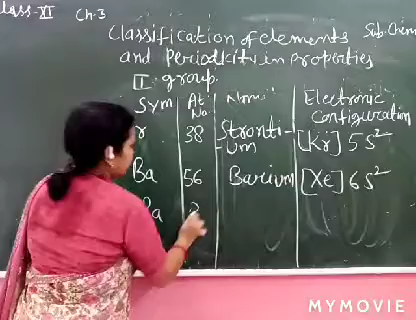 lass-XI Ch.3
Classification of elements Sub.Chem
and Periodicity in properties
II group.
Sym At. No Name Electronic Configuration
r 38 Stronti-um [Kr] 5s²
Ba 56 Barium [Xe] 6s²
a
MYMOVIE